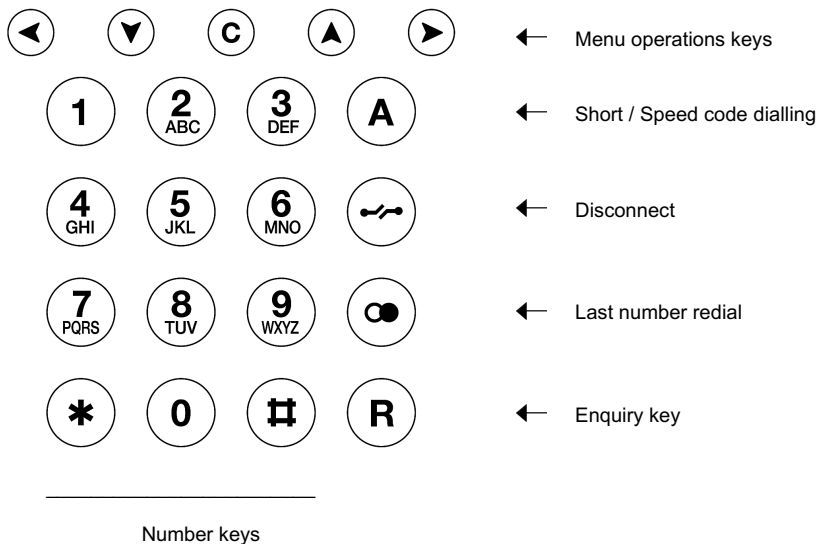 C
Menu operations keys
1 2 3 A
ABC DEF
Short / Speed code dialling
4 5 6
GHI JKL MNO
Disconnect
7 8 9
PQRS TUV WXYZ
Last number redial
* 0 # R
Enquiry key
Number keys